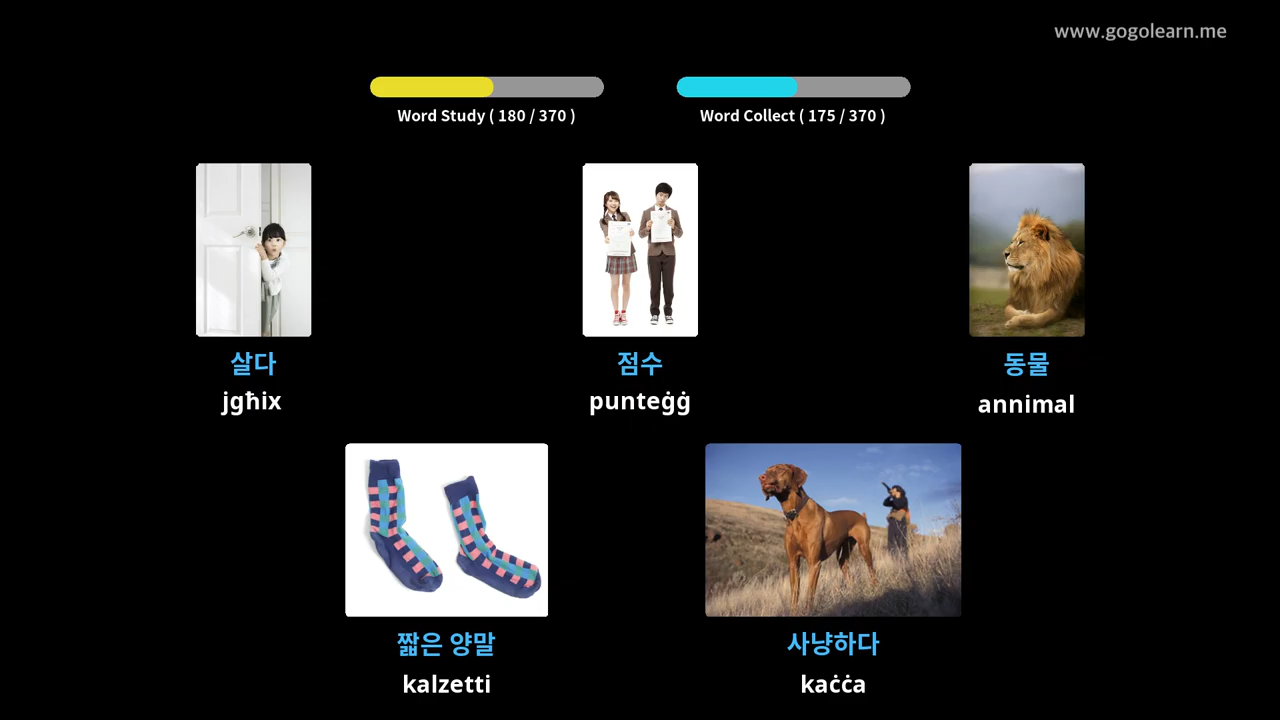 www.gogolearn.me
Word Study ( 180 / 370 )
Word Collect ( 175 / 370 )
살다
점수
동물
jgħix
punteġġ
annimal
짧은 양말
사냥하다
kalzetti
kaċċa